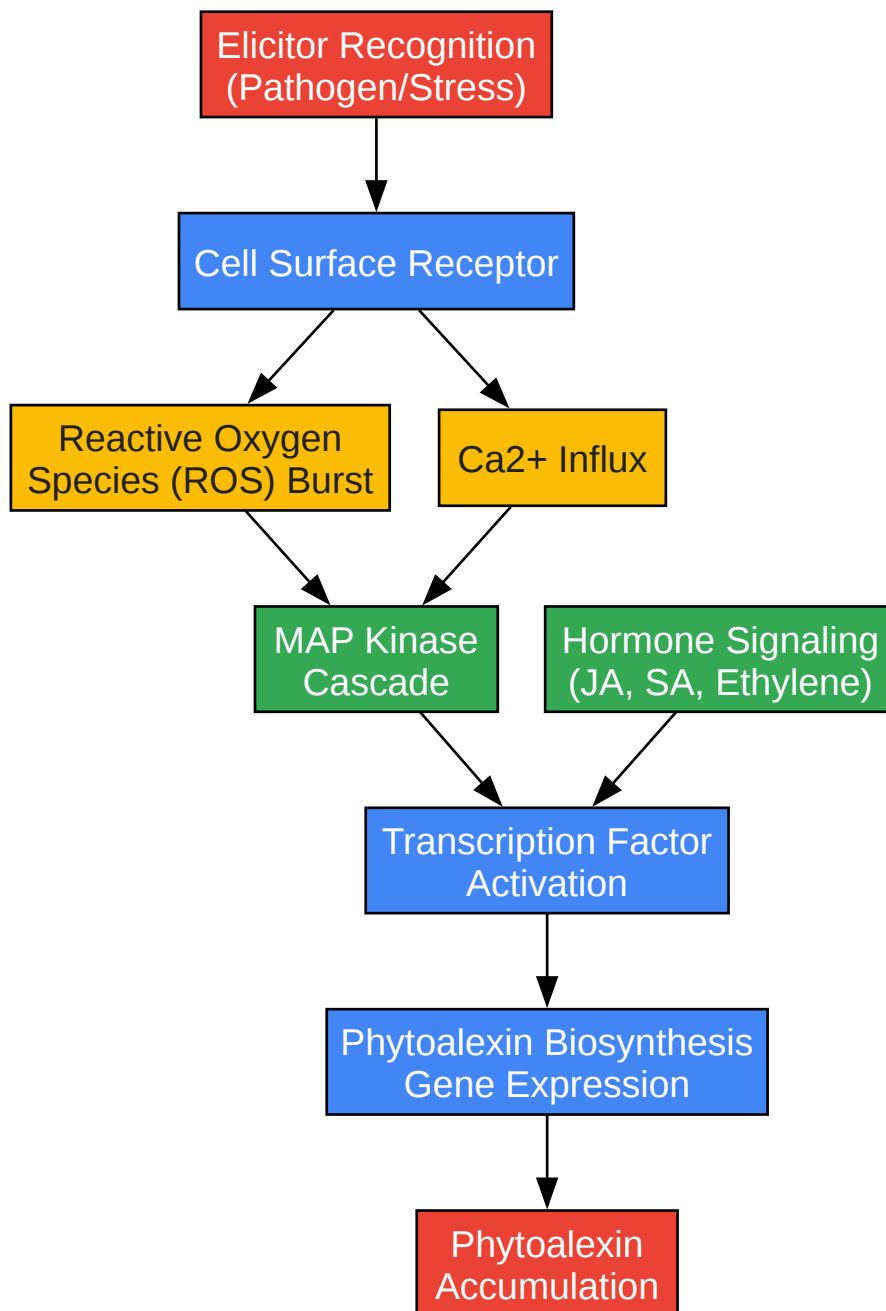 Elicitor Recognition
(Pathogen/Stress)
Cell Surface Receptor
Reactive Oxygen
Species (ROS) Burst
Ca2+ Influx
MAP Kinase
Cascade
Hormone Signaling
(JA, SA, Ethylene)
Transcription Factor
Activation
Phytoalexin Biosynthesis
Gene Expression
Phytoalexin
Accumulation